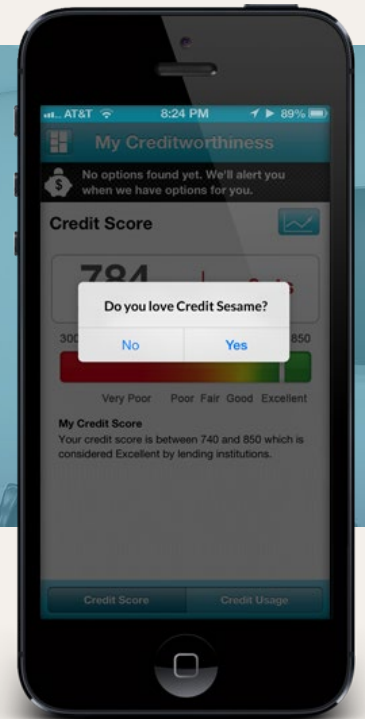 AT&T 8:24 PM 89%
My Creditworthiness
No options found yet. We'll alert you
when we have options for you.
Credit Score
784
Do you love Credit Sesame?
No Yes
300 850
Very Poor Poor Fair Good Excellent
My Credit Score
Your credit score is between 740 and 850 which is
considered Excellent by lending institutions.
Credit Score Credit Usage